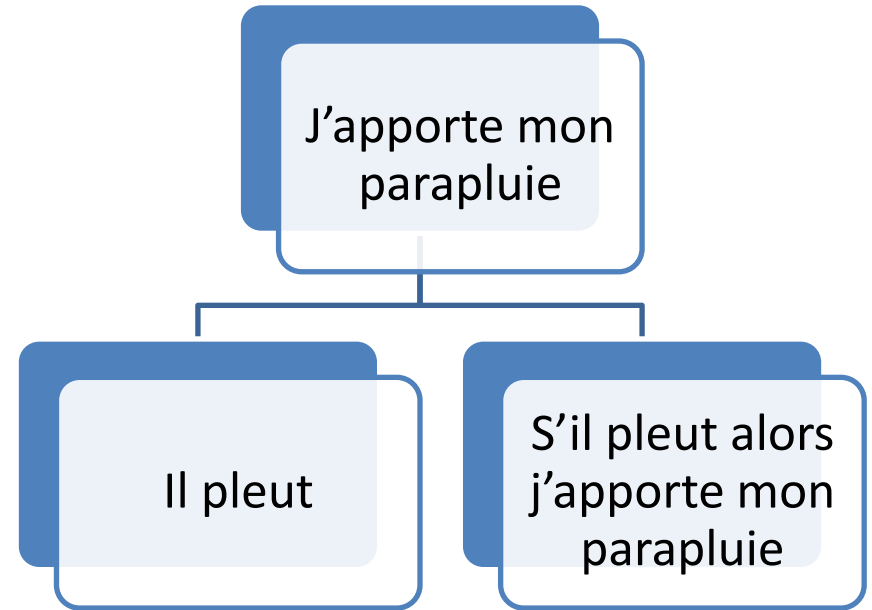 J’apporte mon
parapluie
Il pleut
S’il pleut alors
j’apporte mon
parapluie